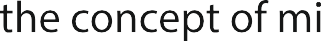 the concept of mi